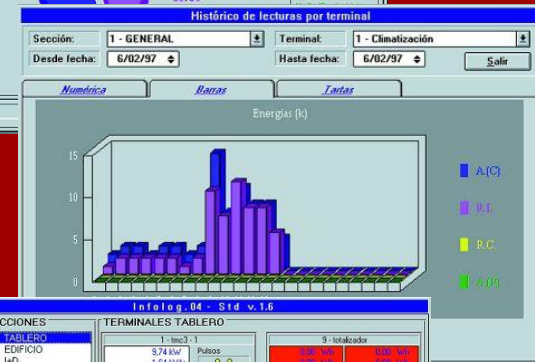 Histórico de lecturas por terminal
Sección: 1 - GENERAL Terminal: 1 - Climatización
Desde fecha: 6/02/97 Hasta fecha: 6/02/97 Salir
Numérica Barras Tartas
Energías (k)
15
10
5
0
A.(C)
R.I.
R.C.
Infolog.04 - Std v.1.6
CCIONES TERMINALES TABLERO
TABLERO 1 - tmc3 - 1 9 - totalizador
EDIFICIO 9,74 kW Pulsos 0,00 Wh 0,00 Wh